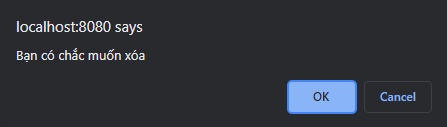 localhost:8080 says
Bạn có chắc muốn xóa
OK
Cancel